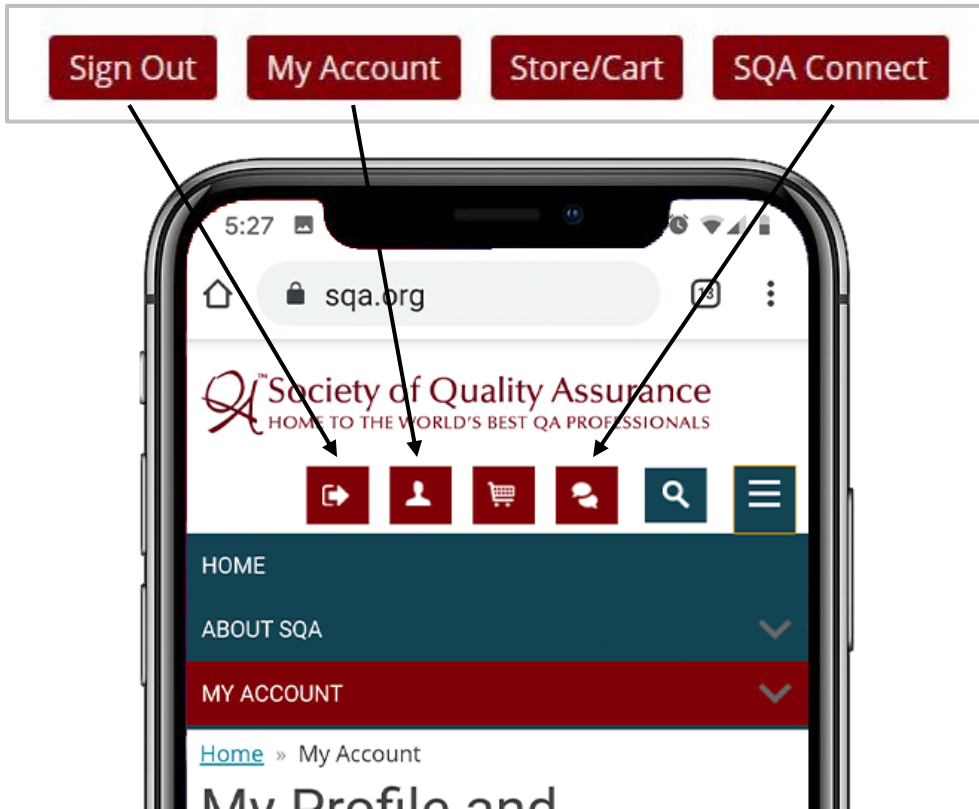 Sign Out My Account Store/Cart SQA Connect
5:27
sqa.org 13
QA™ Society of Quality Assurance
HOME TO THE WORLD'S BEST QA PROFESSIONALS
HOME
ABOUT SQA
MY ACCOUNT
Home » My Account
My Profile and